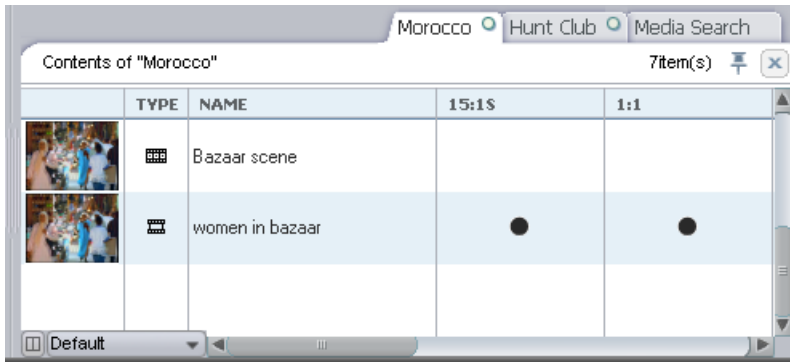 Morocco Hunt Club Media Search
Contents of "Morocco" 7item(s)
TYPE NAME 15:1S 1:1
Bazaar scene
women in bazaar
Default